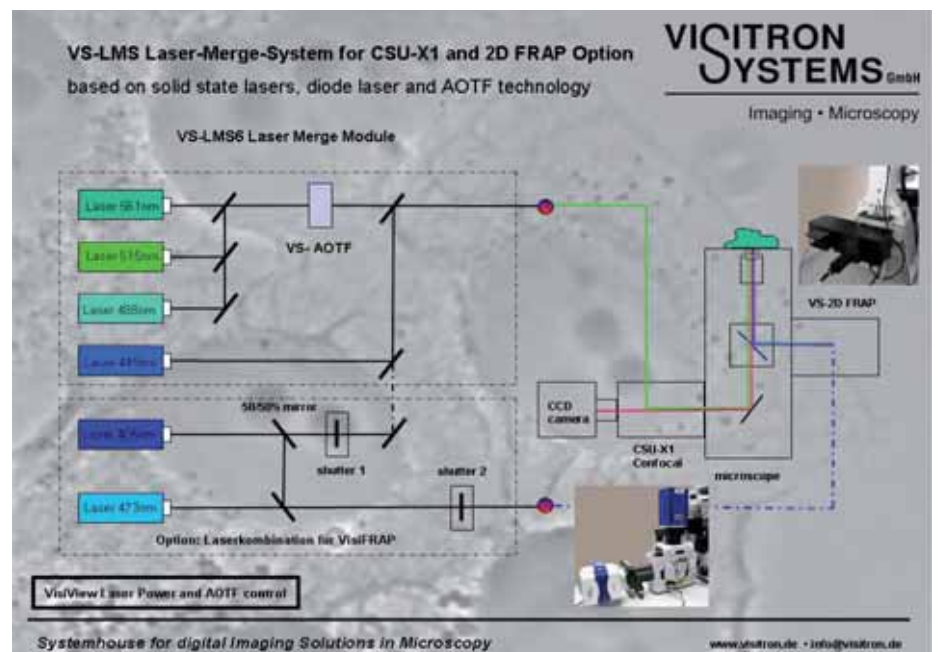 VS-LMS Laser-Merge-System for CSU-X1 and 2D FRAP Option
based on solid state lasers, diode laser and AOTF technology
VISITRON
SYSTEMS GmbH
Imaging • Microscopy
VS-LMS6 Laser Merge Module
Laser 561nm
VS- AOTF
Laser 515nm
Laser
Laser
VS-2D FRAP
50/50% mirror
CCD
camera
shutter 1
shutter 2
CSU-X1
Confocal
microscope
Laser 473nm
Option: Laserkombination for VisiFRAP
VisiView Laser Power and AOTF control
Systemhouse for digital Imaging Solutions in Microscopy
www.visitron.de • info@visitron.de